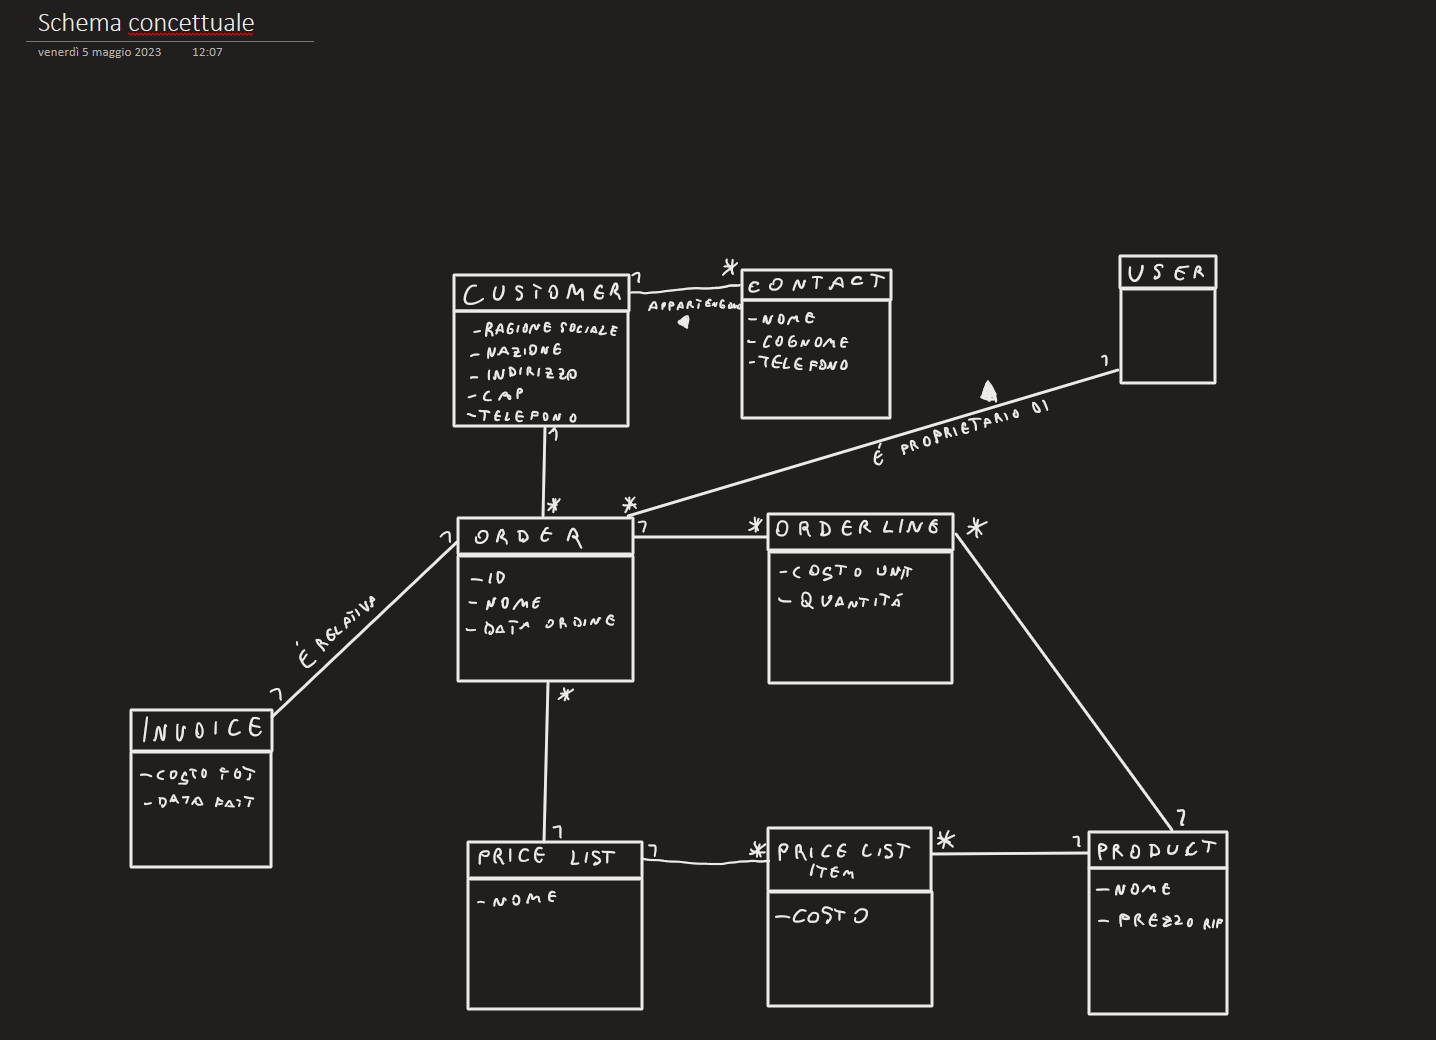 Schema concettuale
venerdì 5 maggio 2023 12:07
CUSTOMER
- RAGIONE SOCIALE
- NAZIONE
- INDIRIZZO
- CAP
- TELEFONO
1
*
APPARTENGONO
CONTACT
- NOME
- COGNOME
- TELEFONO
USER
1
É PROPRIETARIO DI
*
1
*
ORDER
- ID
- NOME
- DATA ORDINE
1
*
ORDER LINE
- COSTO UNIT
- QUANTITÁ
*
1
É RELATIVA
1
INVOICE
- COSTO TOT
- DATA FATT
*
1
PRICE LIST
- NOME
1
*
PRICE LIST
ITEM
- COSTO
*
1
1
PRODUCT
- NOME
- PREZZO RIF